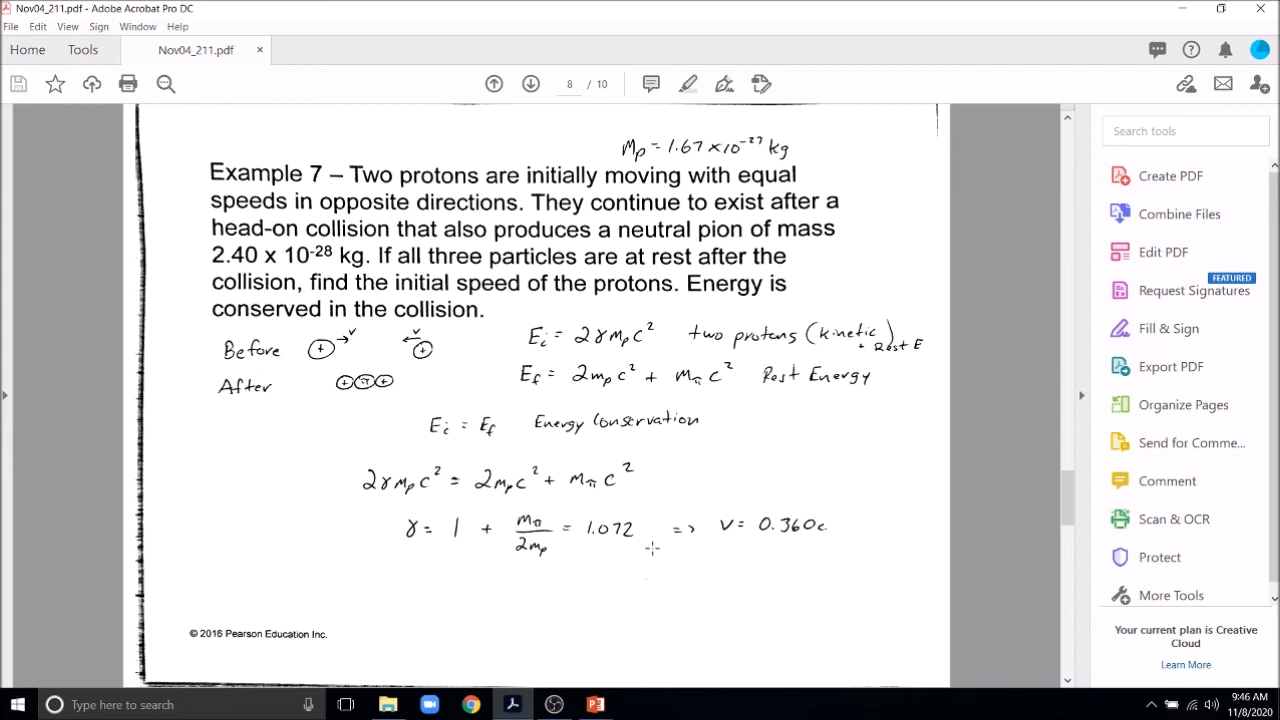 Nov04_211.pdf - Adobe Acrobat Pro DC
File Edit View Sign Window Help
Home Tools Nov04_211.pdf ×
8 / 10
Search tools
Create PDF
Combine Files
Edit PDF
FEATURED
Request Signatures
Fill & Sign
Export PDF
Organize Pages
Send for Comme...
Comment
Scan & OCR
Protect
More Tools
Your current plan is Creative
Cloud
Learn More
Mp = 1.67 ×10⁻²⁷ kg
Example 7 – Two protons are initially moving with equal
speeds in opposite directions. They continue to exist after a
head-on collision that also produces a neutral pion of mass
2.40 x 10⁻²⁸ kg. If all three particles are at rest after the
collision, find the initial speed of the protons. Energy is
conserved in the collision.
Before + → v v ← +
Ei = 2γmpc² two protons (kinetic) + Rest E
After + π +
Ef = 2mpc² + mπc² Rest Energy
Ei = Ef Energy Conservation
2γmpc² = 2mpc² + mπc²
γ = 1 + mπ/2mp = 1.072 => v = 0.360c
© 2016 Pearson Education Inc.
Type here to search
9:46 AM
11/8/2020